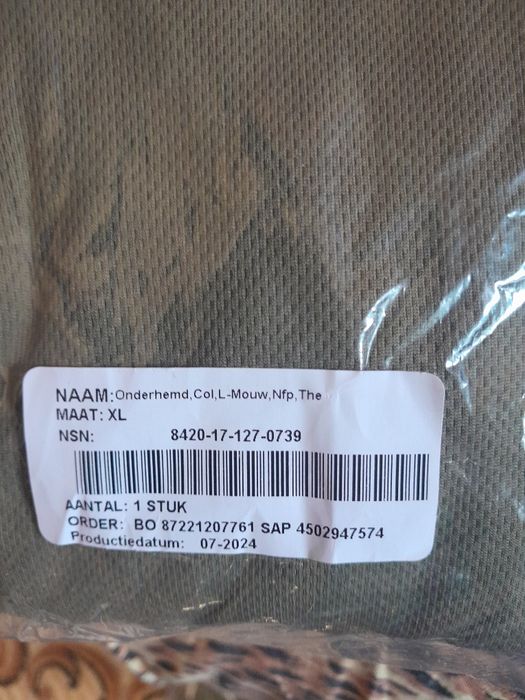 NAAM:Onderhemd,Col,L-Mouw,Nfp,The
MAAT: XL
NSN: 8420-17-127-0739
AANTAL: 1 STUK
ORDER: BO 87221207761 SAP 4502947574
Productiedatum: 07-2024